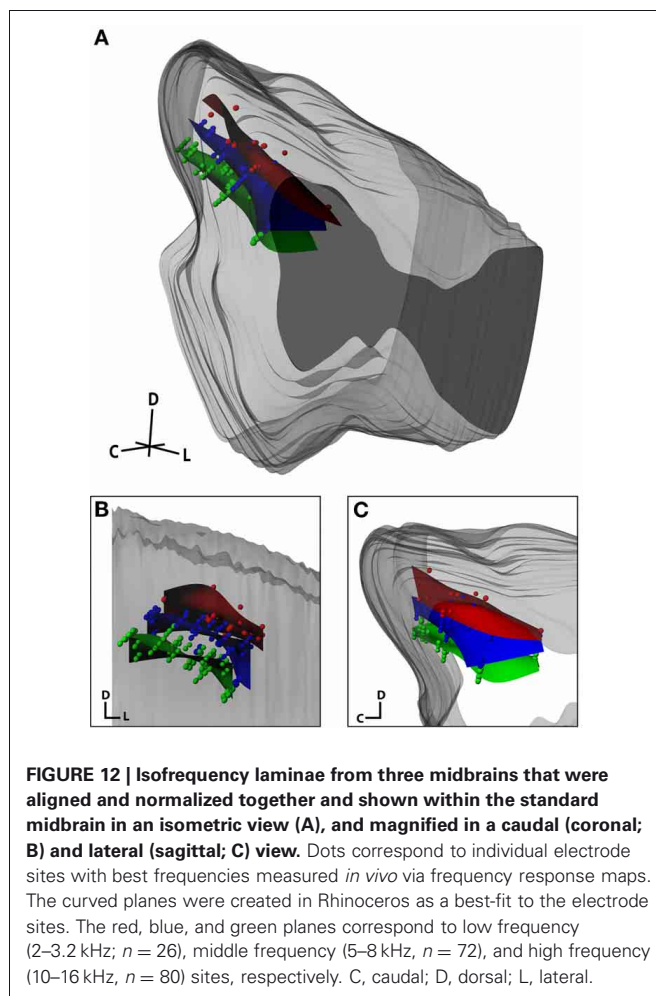 A
D
C
L
B
D
L
C
D
C
FIGURE 12 | Isofrequency laminae from three midbrains that were
aligned and normalized together and shown within the standard
midbrain in an isometric view (A), and magnified in a caudal (coronal;
B) and lateral (sagittal; C) view. Dots correspond to individual electrode
sites with best frequencies measured in vivo via frequency response maps.
The curved planes were created in Rhinoceros as a best-fit to the electrode
sites. The red, blue, and green planes correspond to low frequency
(2–3.2 kHz; n = 26), middle frequency (5–8 kHz, n = 72), and high frequency
(10–16 kHz, n = 80) sites, respectively. C, caudal; D, dorsal; L, lateral.